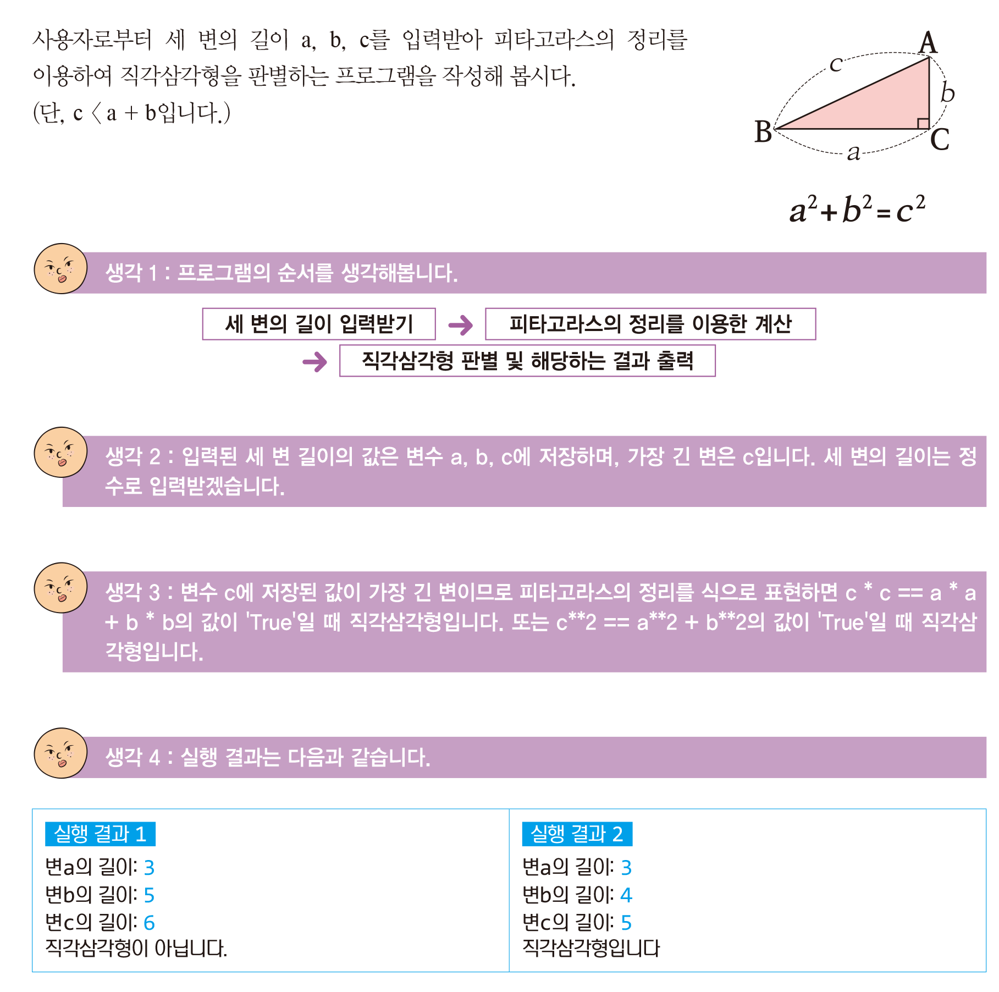 사용자로부터 세 변의 길이 a, b, c를 입력받아 피타고라스의 정리를
이용하여 직각삼각형을 판별하는 프로그램을 작성해 봅시다.
(단, c < a + b입니다.)
A
c
b
B
C
a
a²+b²=c²
생각 1 : 프로그램의 순서를 생각해봅니다.
세 변의 길이 입력받기 → 피타고라스의 정리를 이용한 계산
→ 직각삼각형 판별 및 해당하는 결과 출력
생각 2 : 입력된 세 변 길이의 값은 변수 a, b, c에 저장하며, 가장 긴 변은 c입니다. 세 변의 길이는 정
수로 입력받겠습니다.
생각 3 : 변수 c에 저장된 값이 가장 긴 변이므로 피타고라스의 정리를 식으로 표현하면 c * c == a * a
+ b * b의 값이 'True'일 때 직각삼각형입니다. 또는 c**2 == a**2 + b**2의 값이 'True'일 때 직각삼
각형입니다.
생각 4 : 실행 결과는 다음과 같습니다.
실행 결과 1
변a의 길이: 3
변b의 길이: 5
변c의 길이: 6
직각삼각형이 아닙니다.
실행 결과 2
변a의 길이: 3
변b의 길이: 4
변c의 길이: 5
직각삼각형입니다